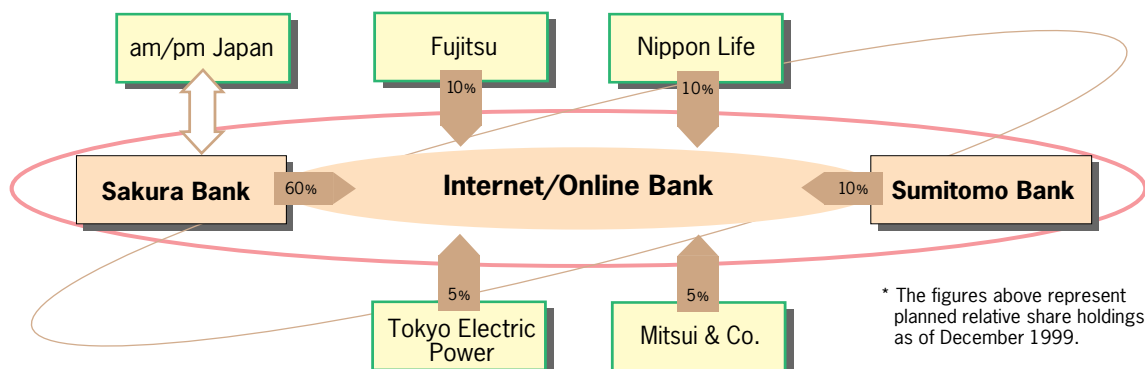 am/pm Japan
Fujitsu
Nippon Life
10%
10%
Sakura Bank
60%
Internet/Online Bank
10%
Sumitomo Bank
5%
5%
Tokyo Electric
Power
Mitsui & Co.
* The figures above represent
planned relative share holdings
as of December 1999.